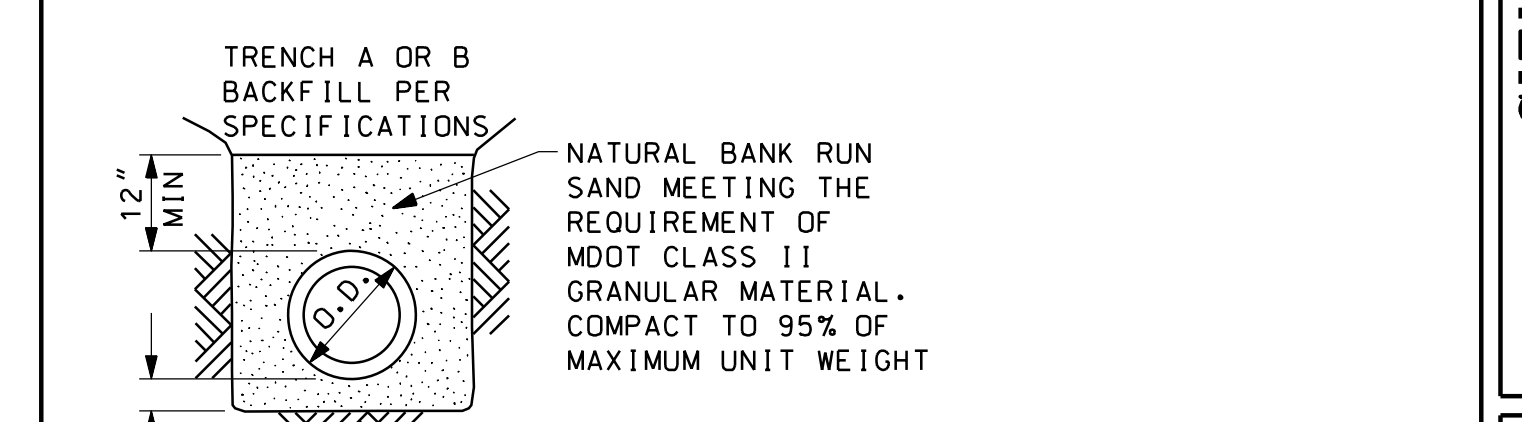 TRENCH A OR B
BACKFILL PER
SPECIFICATIONS
12" MIN
O.D.
NATURAL BANK RUN
SAND MEETING THE
REQUIREMENT OF
MDOT CLASS II
GRANULAR MATERIAL.
COMPACT TO 95% OF
MAXIMUM UNIT WEIGHT